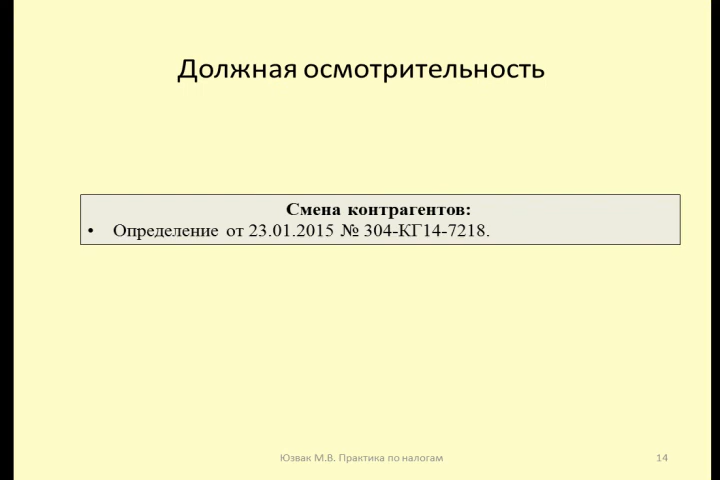 Должная осмотрительность
Смена контрагентов:
• Определение от 23.01.2015 № 304-КГ14-7218.
Юзвак М.В. Практика по налогам
14